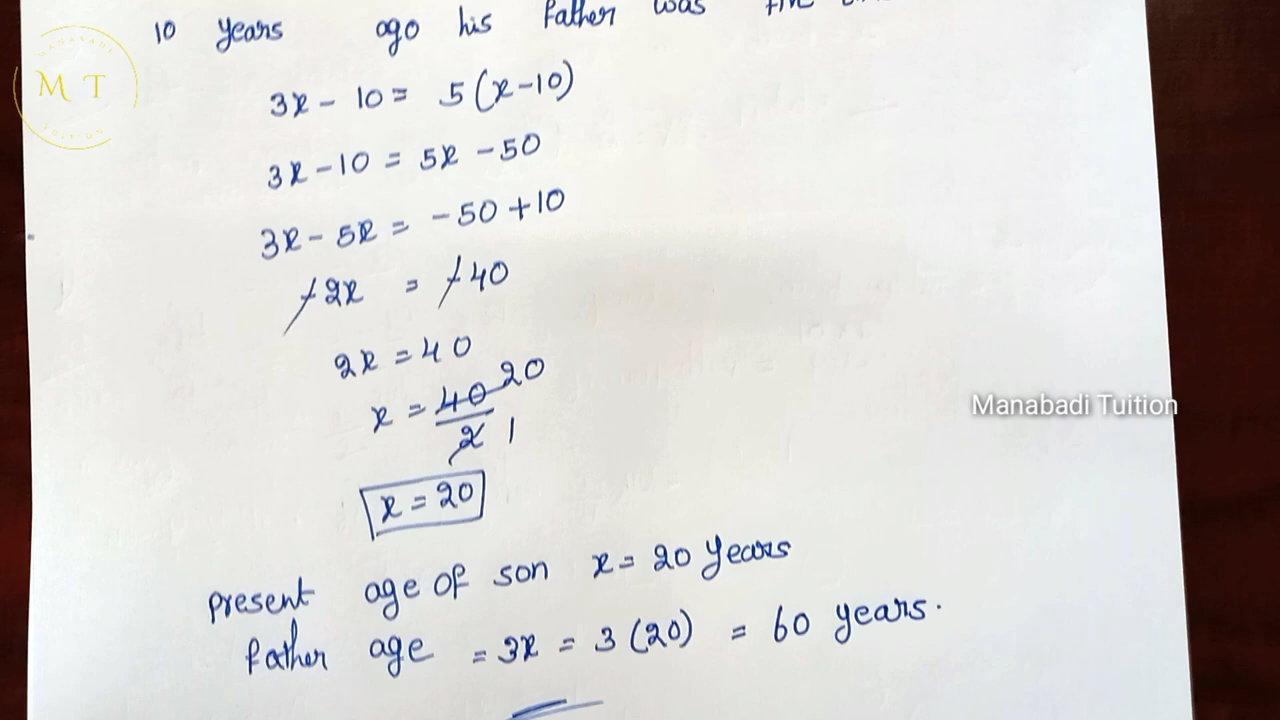 10 years ago his father was
MANABADI
M T
TUITION
3x - 10 = 5(x-10)
3x - 10 = 5x - 50
3x - 5x = -50 + 10
-2x = -40
2x = 40
x = 40 20
2 1
x = 20
Manabadi Tuition
present age of son x = 20 years
father age = 3x = 3 (20) = 60 years.